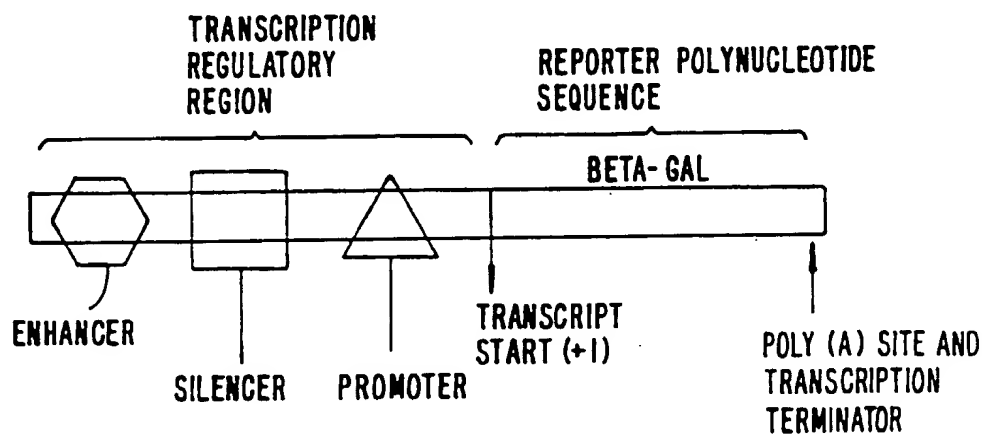 TRANSCRIPTION
REGULATORY
REGION
REPORTER POLYNUCLEOTIDE
SEQUENCE
BETA-GAL
ENHANCER
SILENCER
PROMOTER
TRANSCRIPT
START (+1)
POLY (A) SITE AND
TRANSCRIPTION
TERMINATOR